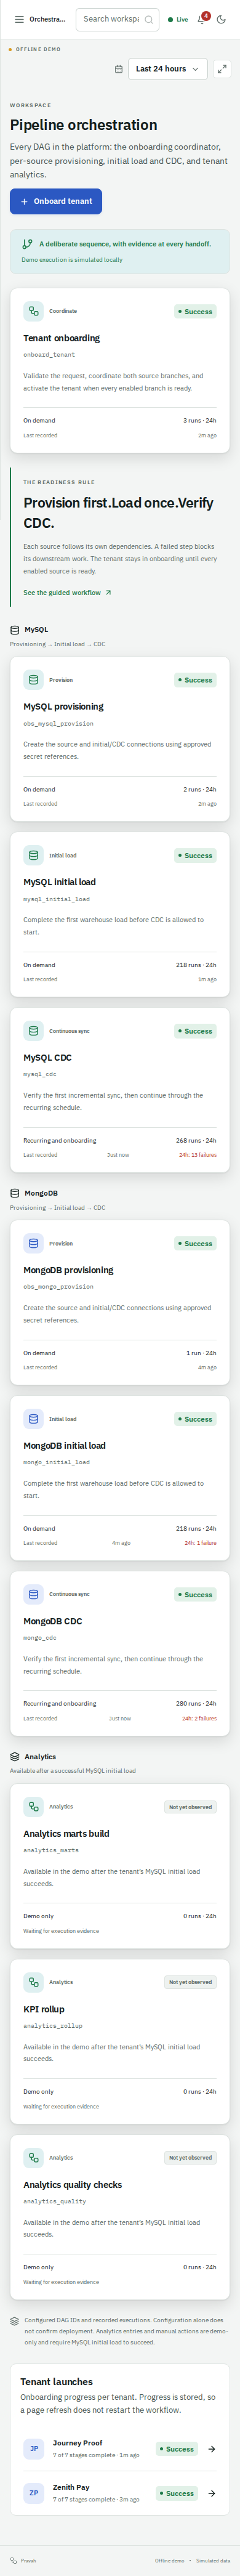 Orchestra...
Search workspa
Live
4
OFFLINE DEMO
Last 24 hours
WORKSPACE
Pipeline orchestration
Every DAG in the platform: the onboarding coordinator,
per-source provisioning, initial load and CDC, and tenant
analytics.
+ Onboard tenant
A deliberate sequence, with evidence at every handoff.
Demo execution is simulated locally
Coordinate
Success
Tenant onboarding
onboard_tenant
Validate the request, coordinate both source branches, and
activate the tenant when every enabled branch is ready.
On demand 3 runs · 24h
Last recorded 2m ago
THE READINESS RULE
Provision first.Load once.Verify
CDC.
Each source follows its own dependencies. A failed step blocks
its downstream work. The tenant stays in onboarding until every
enabled source is ready.
See the guided workflow
MySQL
Provisioning → Initial load → CDC
Provision
Success
MySQL provisioning
obs_mysql_provision
Create the source and initial/CDC connections using approved
secret references.
On demand 2 runs · 24h
Last recorded 2m ago
Initial load
Success
MySQL initial load
mysql_initial_load
Complete the first warehouse load before CDC is allowed to
start.
On demand 218 runs · 24h
Last recorded 1m ago
Continuous sync
Success
MySQL CDC
mysql_cdc
Verify the first incremental sync, then continue through the
recurring schedule.
Recurring and onboarding 268 runs · 24h
Last recorded Just now 24h: 13 failures
MongoDB
Provisioning → Initial load → CDC
Provision
Success
MongoDB provisioning
obs_mongo_provision
Create the source and initial/CDC connections using approved
secret references.
On demand 1 run · 24h
Last recorded 4m ago
Initial load
Success
MongoDB initial load
mongo_initial_load
Complete the first warehouse load before CDC is allowed to
start.
On demand 218 runs · 24h
Last recorded 4m ago 24h: 1 failure
Continuous sync
Success
MongoDB CDC
mongo_cdc
Verify the first incremental sync, then continue through the
recurring schedule.
Recurring and onboarding 280 runs · 24h
Last recorded Just now 24h: 2 failures
Analytics
Available after a successful MySQL initial load
Analytics
Not yet observed
Analytics marts build
analytics_marts
Available in the demo after the tenant's MySQL initial load
succeeds.
Demo only 0 runs · 24h
Waiting for execution evidence
Analytics
Not yet observed
KPI rollup
analytics_rollup
Available in the demo after the tenant's MySQL initial load
succeeds.
Demo only 0 runs · 24h
Waiting for execution evidence
Analytics
Not yet observed
Analytics quality checks
analytics_quality
Available in the demo after the tenant's MySQL initial load
succeeds.
Demo only 0 runs · 24h
Waiting for execution evidence
Configured DAG IDs and recorded executions. Configuration alone does
not confirm deployment. Analytics entries and manual actions are demo-
only and require MySQL initial load to succeed.
Tenant launches
Onboarding progress per tenant. Progress is stored, so
a page refresh does not restart the workflow.
JP
Journey Proof
7 of 7 stages complete · 1m ago
Success
ZP
Zenith Pay
7 of 7 stages complete · 3m ago
Success
Pravah Offline demo • Simulated data